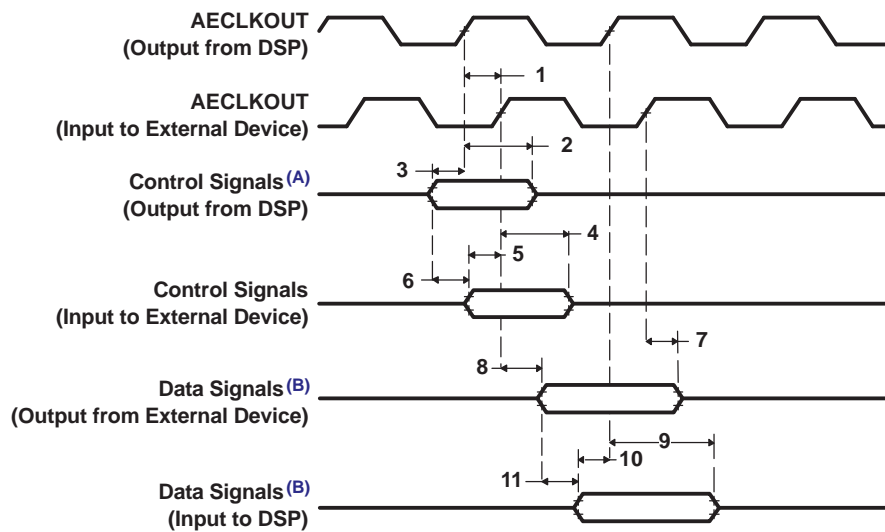 AECLKOUT
(Output from DSP)
1
AECLKOUT
(Input to External Device)
2
3
Control Signals (A)
(Output from DSP)
4
5
6
Control Signals
(Input to External Device)
7
8
Data Signals (B)
(Output from External Device)
9
10
11
Data Signals (B)
(Input to DSP)